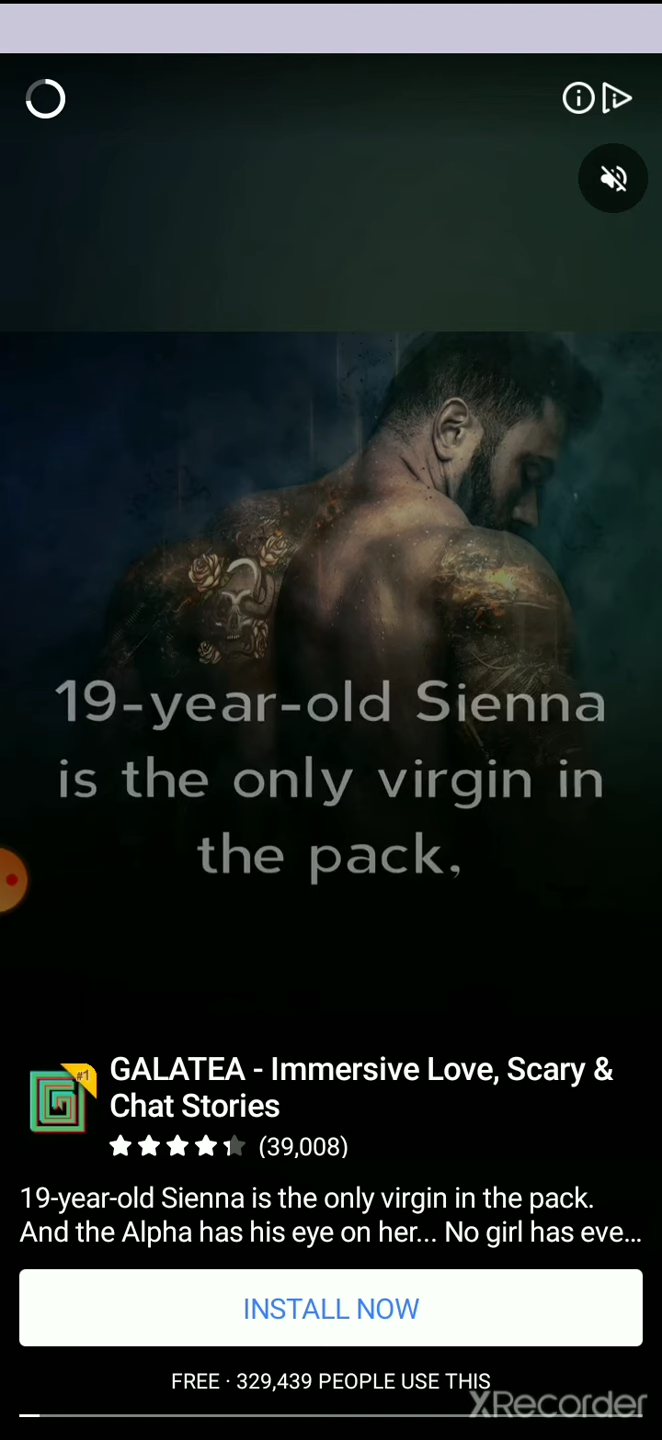 19-year-old Sienna
is the only virgin in
the pack,
#1
GALATEA - Immersive Love, Scary &
Chat Stories
(39,008)
19-year-old Sienna is the only virgin in the pack.
And the Alpha has his eye on her... No girl has eve...
INSTALL NOW
FREE · 329,439 PEOPLE USE THIS
XRecorder